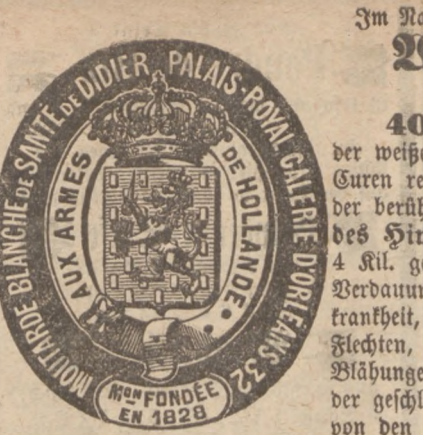 MOUTARDE BLANCHE DE SANTÉ DE DIDIER, PALAIS-ROYAL GALERIE D'ORLEANS 32
AUX ARMES DE HOLLANDE
MON FONDÉE
EN 1828
Im
40
der weiße
Curen re
der berüh
des Hir
4 Kil. ge
Verdauun
krankheit,
Flechten,
Blähunge
der geschl
von den